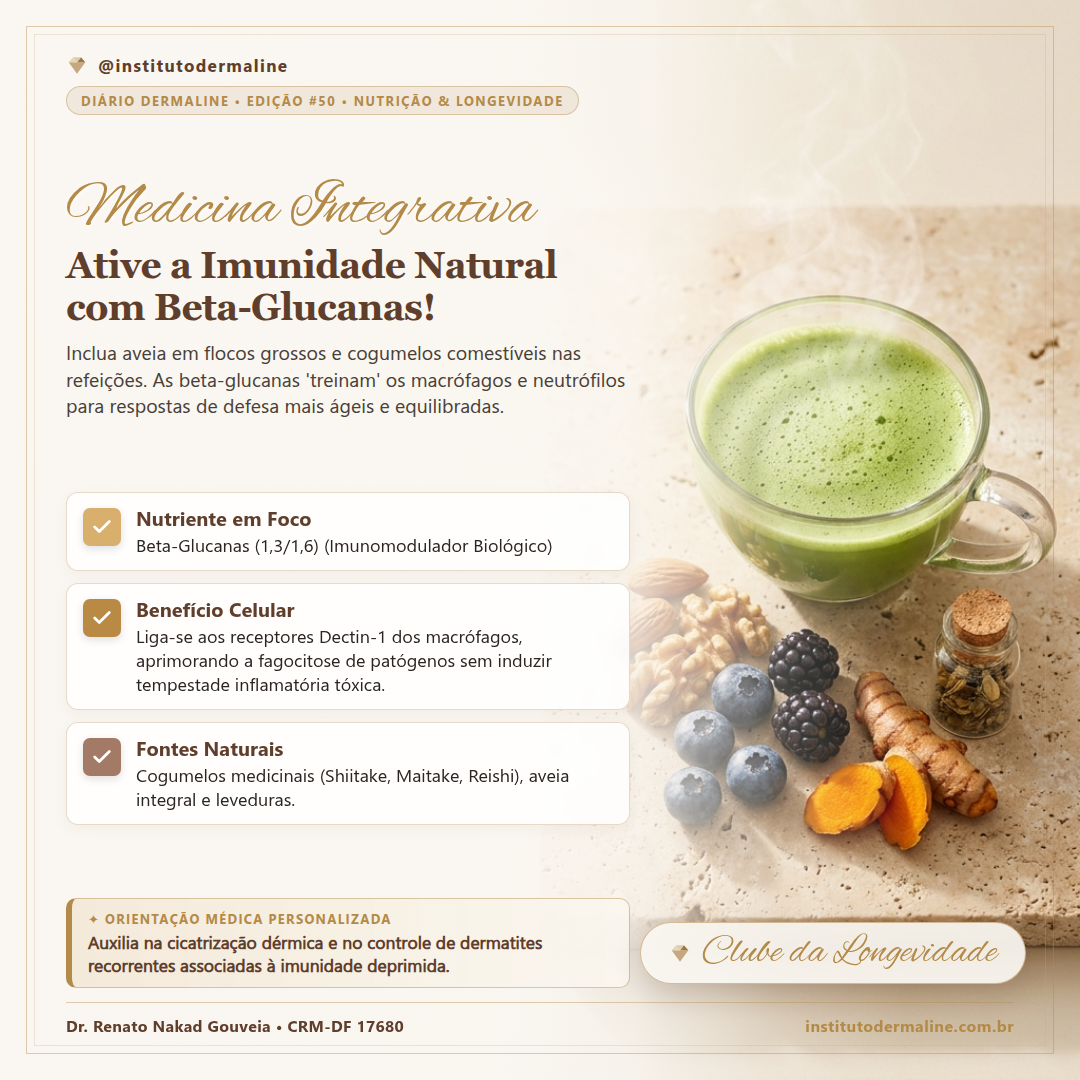 @institutodermaline
DIÁRIO DERMALINE • EDIÇÃO #50 • NUTRIÇÃO & LONGEVIDADE
Medicina Integrativa
Ative a Imunidade Natural
com Beta-Glucanas!
Inclua aveia em flocos grossos e cogumelos comestíveis nas
refeições. As beta-glucanas 'treinam' os macrófagos e neutrófilos
para respostas de defesa mais ágeis e equilibradas.
Nutriente em Foco
Beta-Glucanas (1,3/1,6) (Imunomodulador Biológico)
Benefício Celular
Liga-se aos receptores Dectin-1 dos macrófagos,
aprimorando a fagocitose de patógenos sem induzir
tempestade inflamatória tóxica.
Fontes Naturais
Cogumelos medicinais (Shiitake, Maitake, Reishi), aveia
integral e leveduras.
✦ ORIENTAÇÃO MÉDICA PERSONALIZADA
Auxilia na cicatrização dérmica e no controle de dermatites
recorrentes associadas à imunidade deprimida.
Clube da Longevidade
Dr. Renato Nakad Gouveia • CRM-DF 17680
institutodermaline.com.br